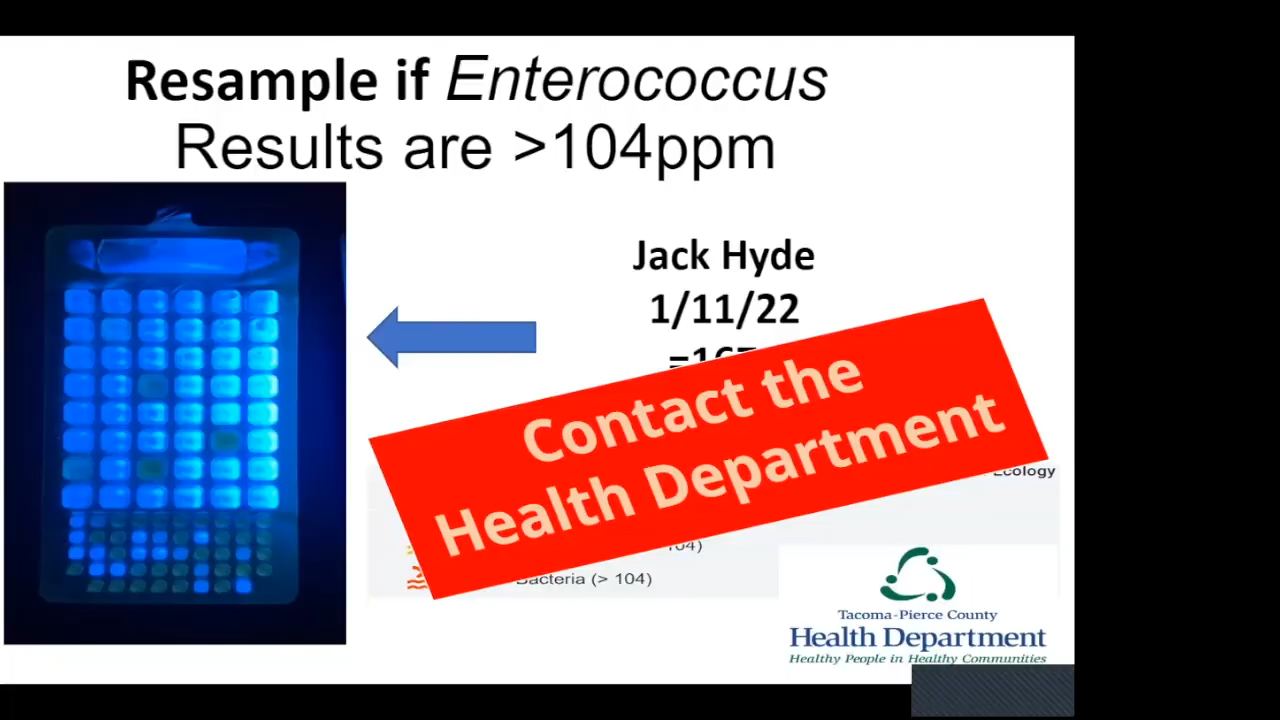 Resample if Enterococcus
Results are >104ppm
Jack Hyde
1/11/22
Contact the
Health Department
Ecology
104)
Bacteria (> 104)
Tacoma-Pierce County
Health Department
Healthy People in Healthy Communities